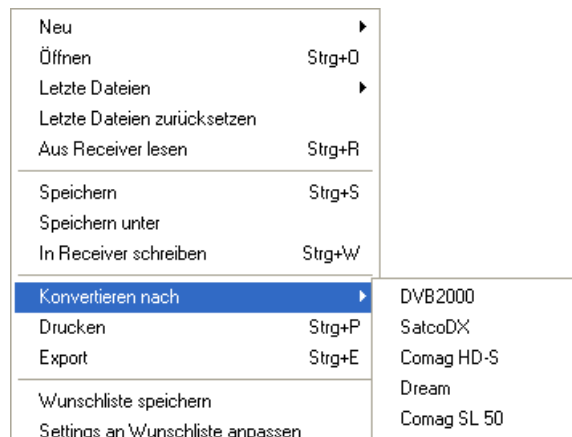 Neu
Öffnen Strg+O
Letzte Dateien
Letzte Dateien zurücksetzen
Aus Receiver lesen Strg+R
Speichern Strg+S
Speichern unter
In Receiver schreiben Strg+W
Konvertieren nach
Drucken Strg+P
Export Strg+E
Wunschliste speichern
Settings an Wunschliste anpassen
DVB2000
SatcoDX
Comag HD-S
Dream
Comag SL 50